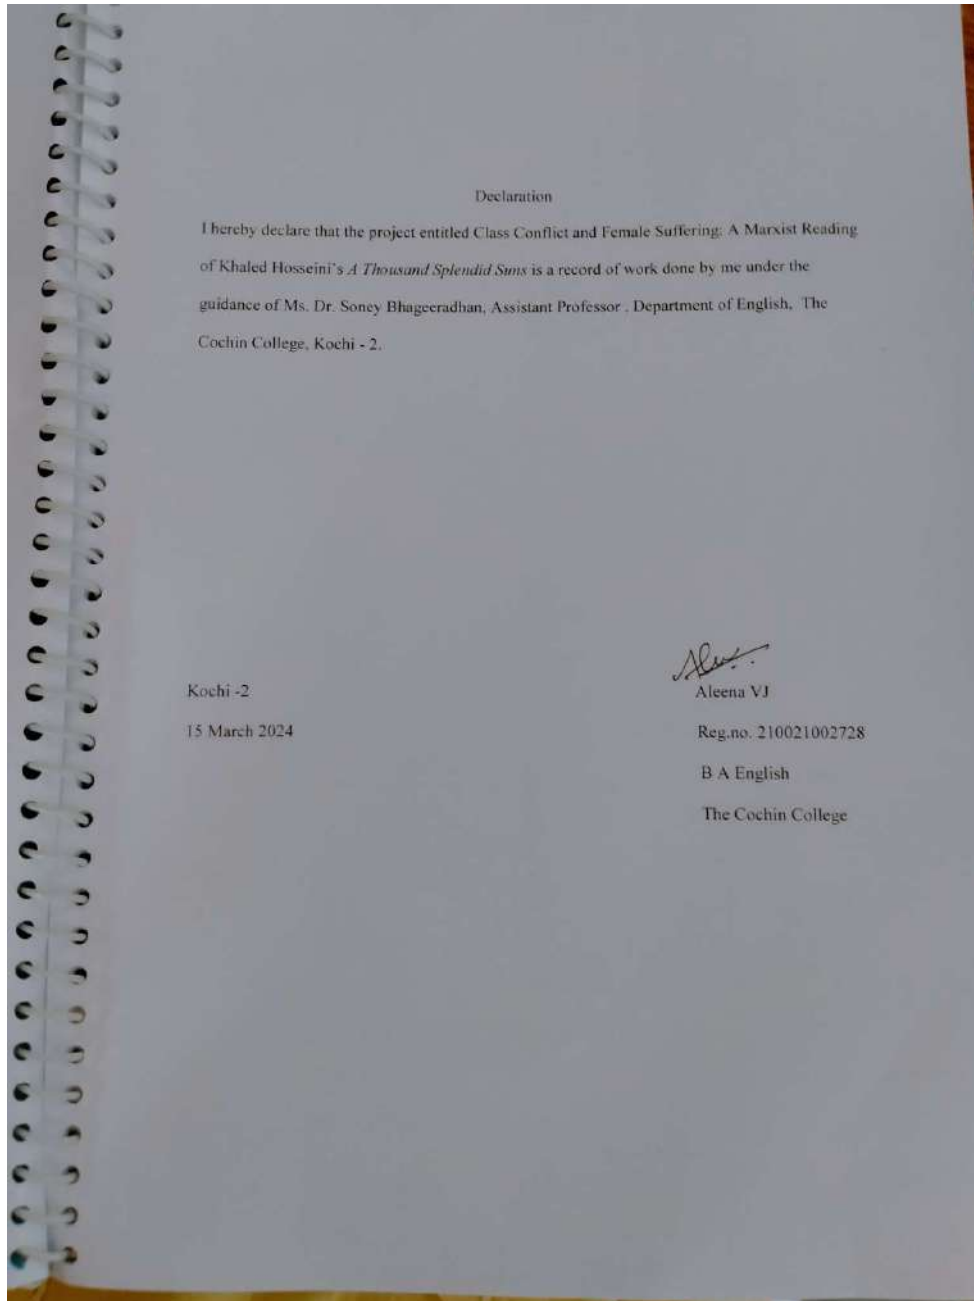 Declaration
I hereby declare that the project entitled Class Conflict and Female Suffering: A Marxist Reading
of Khaled Hosseini's A Thousand Splendid Suns is a record of work done by me under the
guidance of Ms. Dr. Soney Bhageeradhan, Assistant Professor . Department of English, The
Cochin College, Kochi - 2.
Kochi -2
15 March 2024
Aleena VJ
Reg.no. 210021002728
B A English
The Cochin College